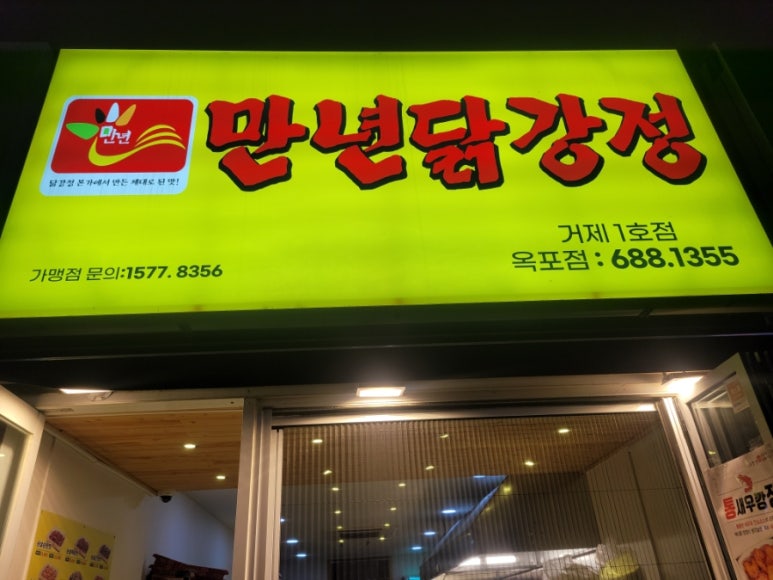 만년닭강정
만년
닭강정 본가에서 만든 제대로 된 맛!
거제 1호점
옥포점 : 688.1355
가맹점 문의:1577. 8356
통새우깡정